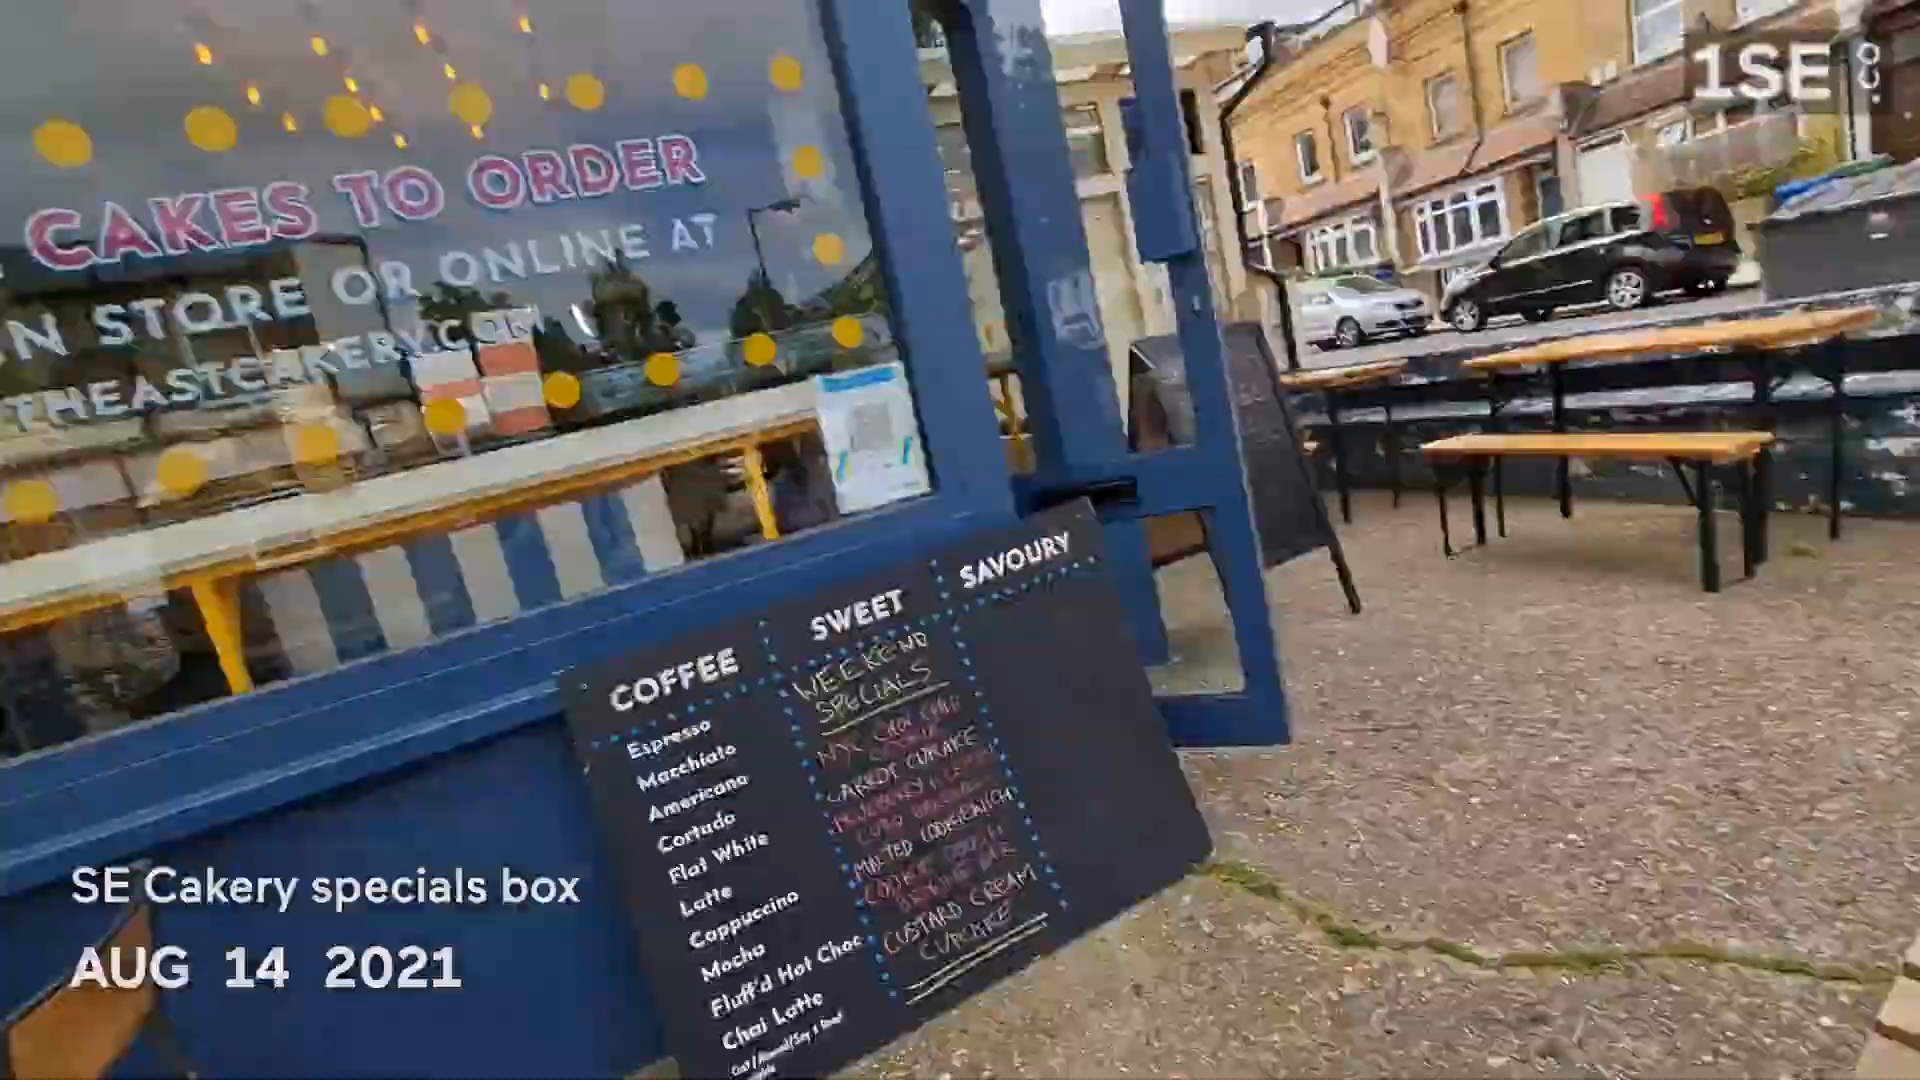 CAKES TO ORDER
N STORE OR ONLINE AT
THEASTCAKERY.COM
1SE
COFFEE
Espresso
Macchiato
Americano
Cortado
Flat White
Latte
Cappuccino
Mocha
Fluff'd Hot Choc
Chai Latte
SWEET
WEEKEND
SPECIALS
CARROT CUPCAKE
MALTED COOKIEWICH
CUSTARD CREAM
CUPCAKE
SAVOURY
SE Cakery specials box
AUG 14 2021